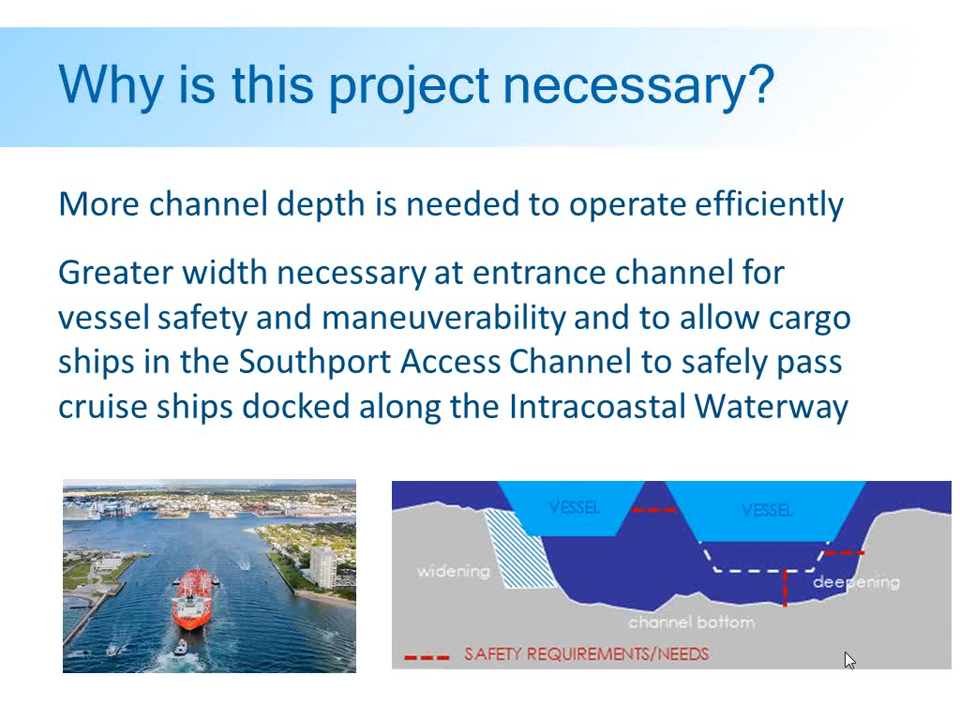 Why is this project necessary?
More channel depth is needed to operate efficiently
Greater width necessary at entrance channel for
vessel safety and maneuverability and to allow cargo
ships in the Southport Access Channel to safely pass
cruise ships docked along the Intracoastal Waterway
VESSEL
VESSEL
widening
deepening
channel bottom
SAFETY REQUIREMENTS/NEEDS